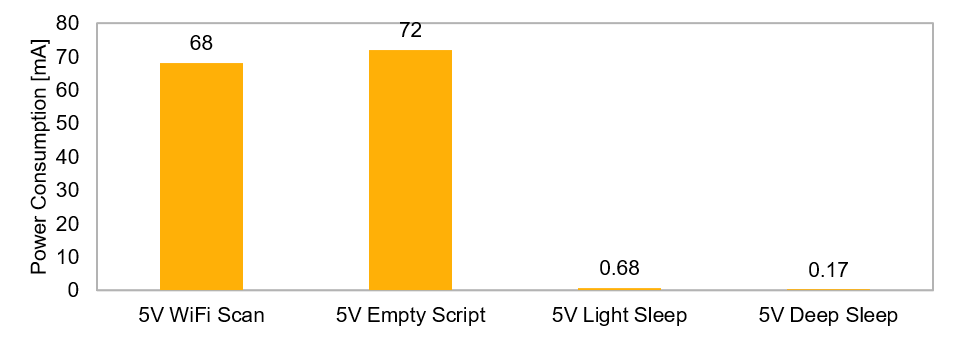 Power Consumption [mA]
80
70
60
50
40
30
20
10
0
68
72
0.68
0.17
5V WiFi Scan
5V Empty Script
5V Light Sleep
5V Deep Sleep